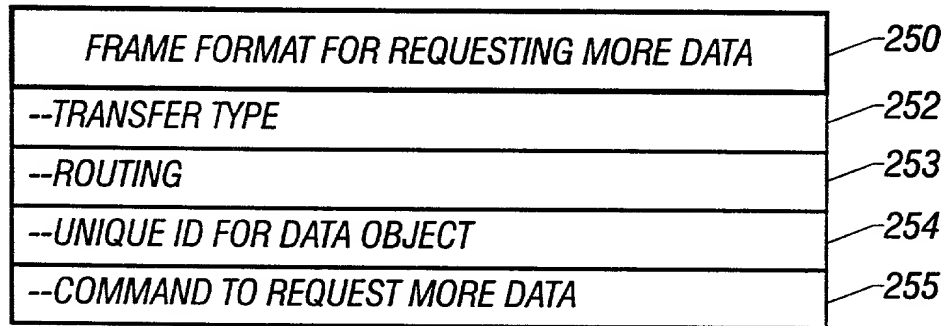 FRAME FORMAT FOR REQUESTING MORE DATA 250
--TRANSFER TYPE 252
--ROUTING 253
--UNIQUE ID FOR DATA OBJECT 254
--COMMAND TO REQUEST MORE DATA 255